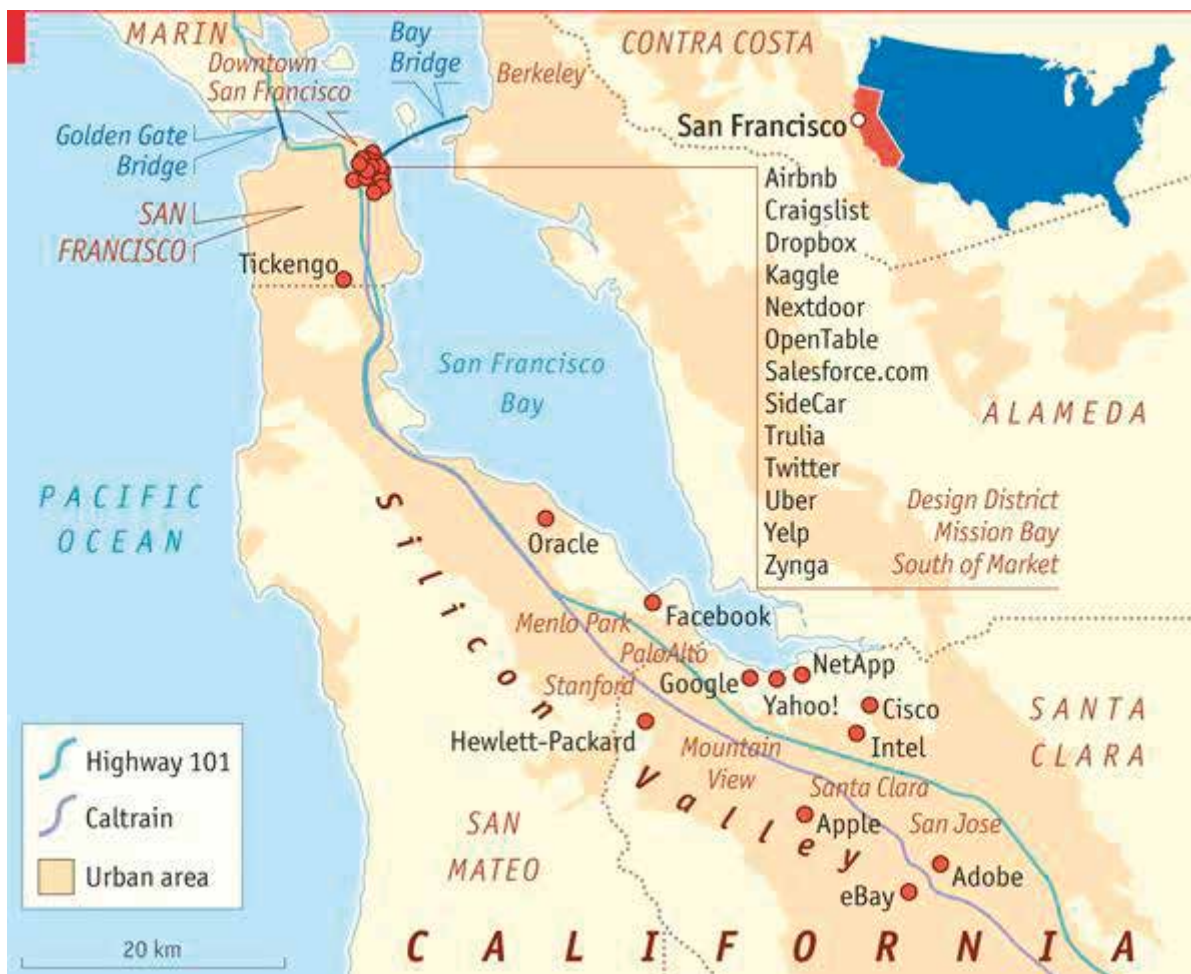 MARIN
Downtown
San Francisco
Bay
Bridge
Berkeley
CONTRA COSTA
Golden Gate
Bridge
San Francisco
SAN
FRANCISCO
Tickengo
Airbnb
Craigslist
Dropbox
Kaggle
Nextdoor
OpenTable
Salesforce.com
SideCar
Trulia
Twitter
Uber
Yelp
Zynga
Design District
Mission Bay
South of Market
San Francisco
Bay
ALAMEDA
PACIFIC
OCEAN
Silicon Valley
Oracle
Facebook
Menlo Park
PaloAlto
Stanford
Google
Yahoo!
NetApp
Cisco
Intel
Hewlett-Packard
Mountain
View
Santa Clara
SANTA
CLARA
Apple
San Jose
Adobe
eBay
SAN
MATEO
Highway 101
Caltrain
Urban area
20 km
CALIFORNIA